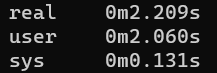 real    0m2.209s
user    0m2.060s
sys     0m0.131s